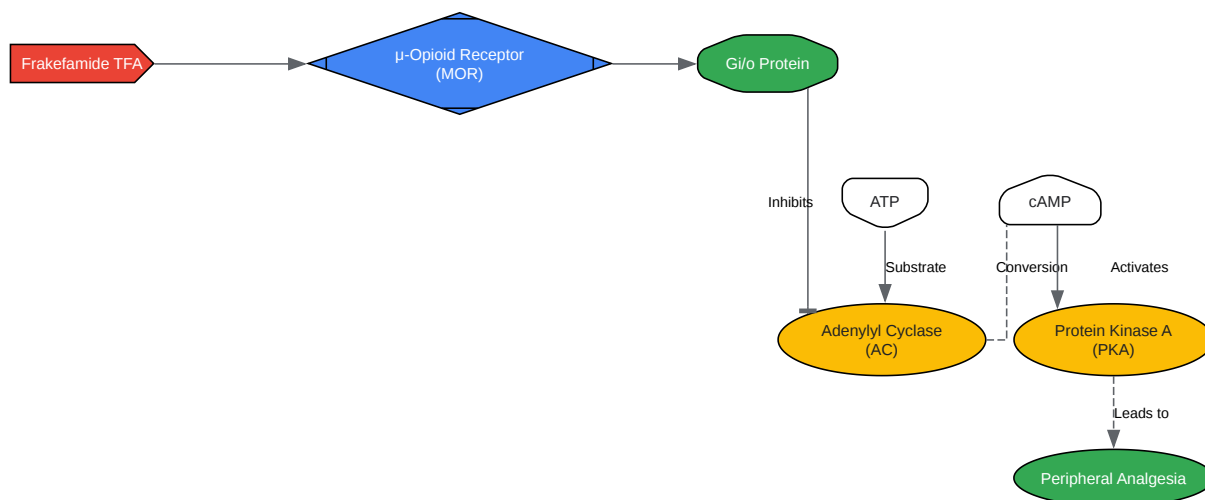 Frakefamide TFA
μ-Opioid Receptor
(MOR)
Gi/o Protein
Inhibits
ATP
cAMP
Substrate
Conversion
Activates
Adenylyl Cyclase
(AC)
Protein Kinase A
(PKA)
Leads to
Peripheral Analgesia